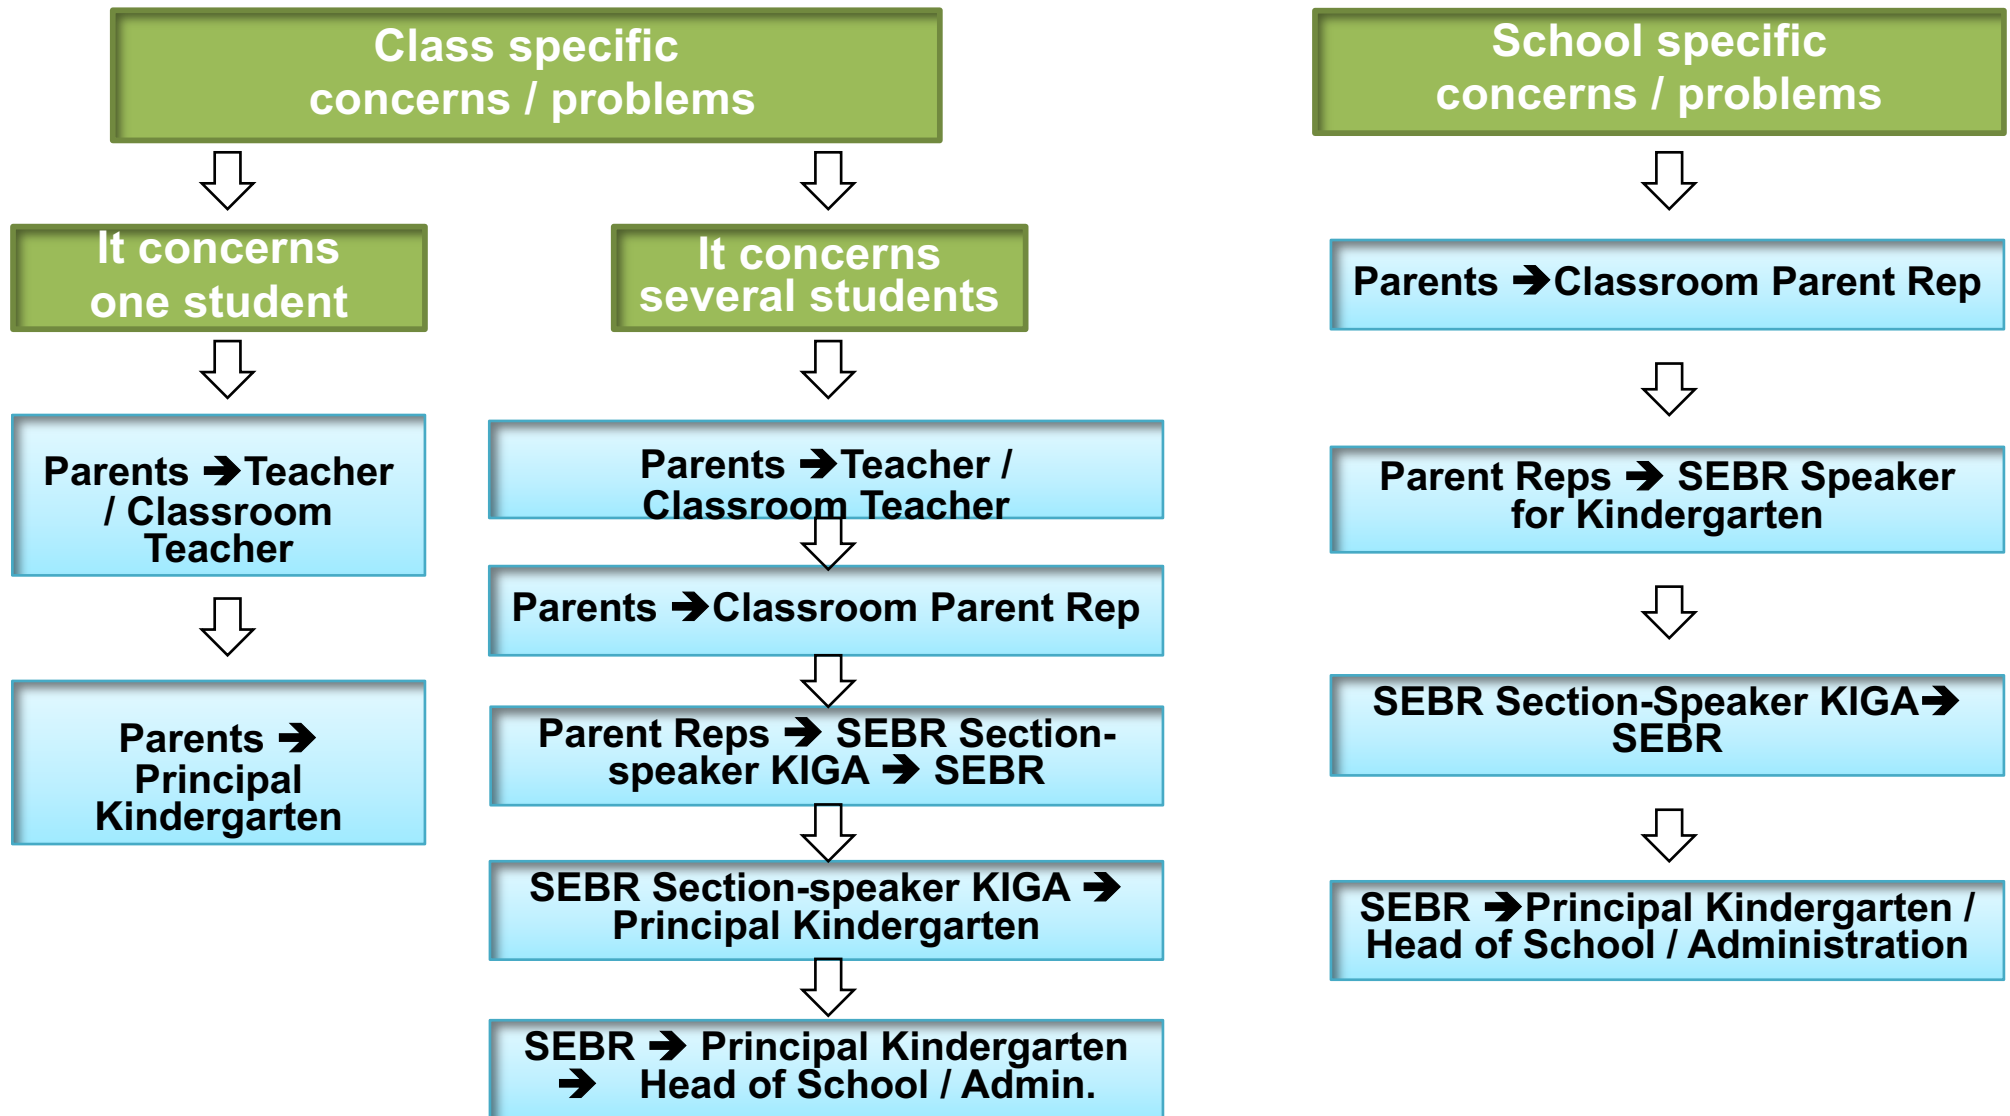 Class specific
concerns / problems
School specific
concerns / problems
It concerns
one student
It concerns
several students
Parents ➔Classroom Parent Rep
Parents ➔Teacher
/ Classroom
Teacher
Parents ➔Teacher /
Classroom Teacher
Parent Reps ➔ SEBR Speaker
for Kindergarten
Parents ➔Classroom Parent Rep
Parents ➔
Principal
Kindergarten
Parent Reps ➔ SEBR Section-
speaker KIGA ➔ SEBR
SEBR Section-Speaker KIGA➔
SEBR
SEBR Section-speaker KIGA ➔
Principal Kindergarten
SEBR ➔Principal Kindergarten /
Head of School / Administration
SEBR ➔ Principal Kindergarten
➔ Head of School / Admin.